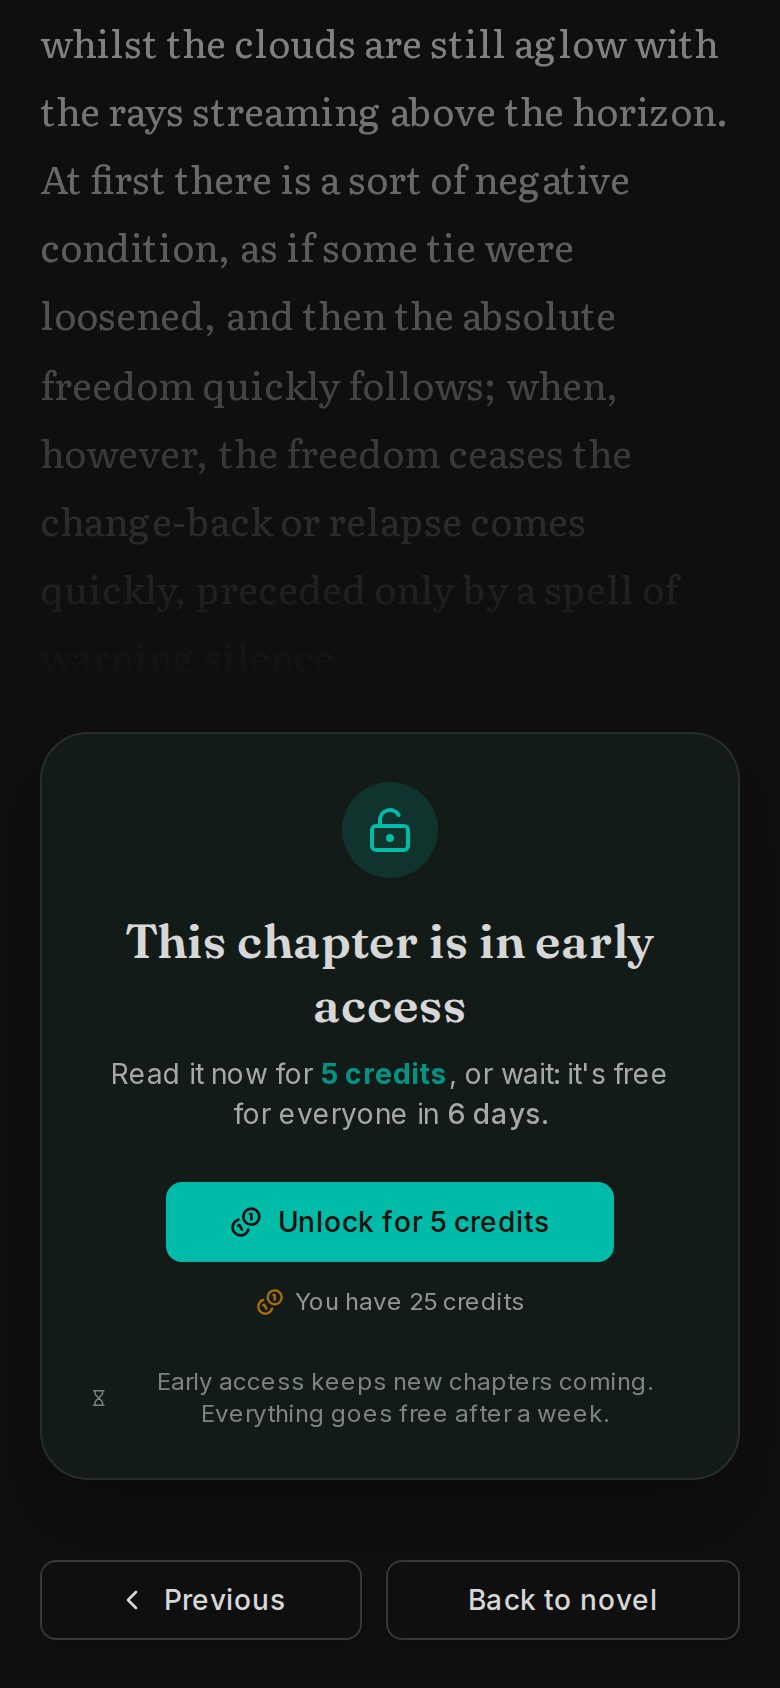 whilst the clouds are still aglow with
the rays streaming above the horizon.
At first there is a sort of negative
condition, as if some tie were
loosened, and then the absolute
freedom quickly follows; when,
however, the freedom ceases the
change-back or relapse comes
quickly, preceded only by a spell of
warning silence.
This chapter is in early
access
Read it now for 5 credits, or wait: it's free
for everyone in 6 days.
Unlock for 5 credits
You have 25 credits
Early access keeps new chapters coming.
Everything goes free after a week.
Previous
Back to novel